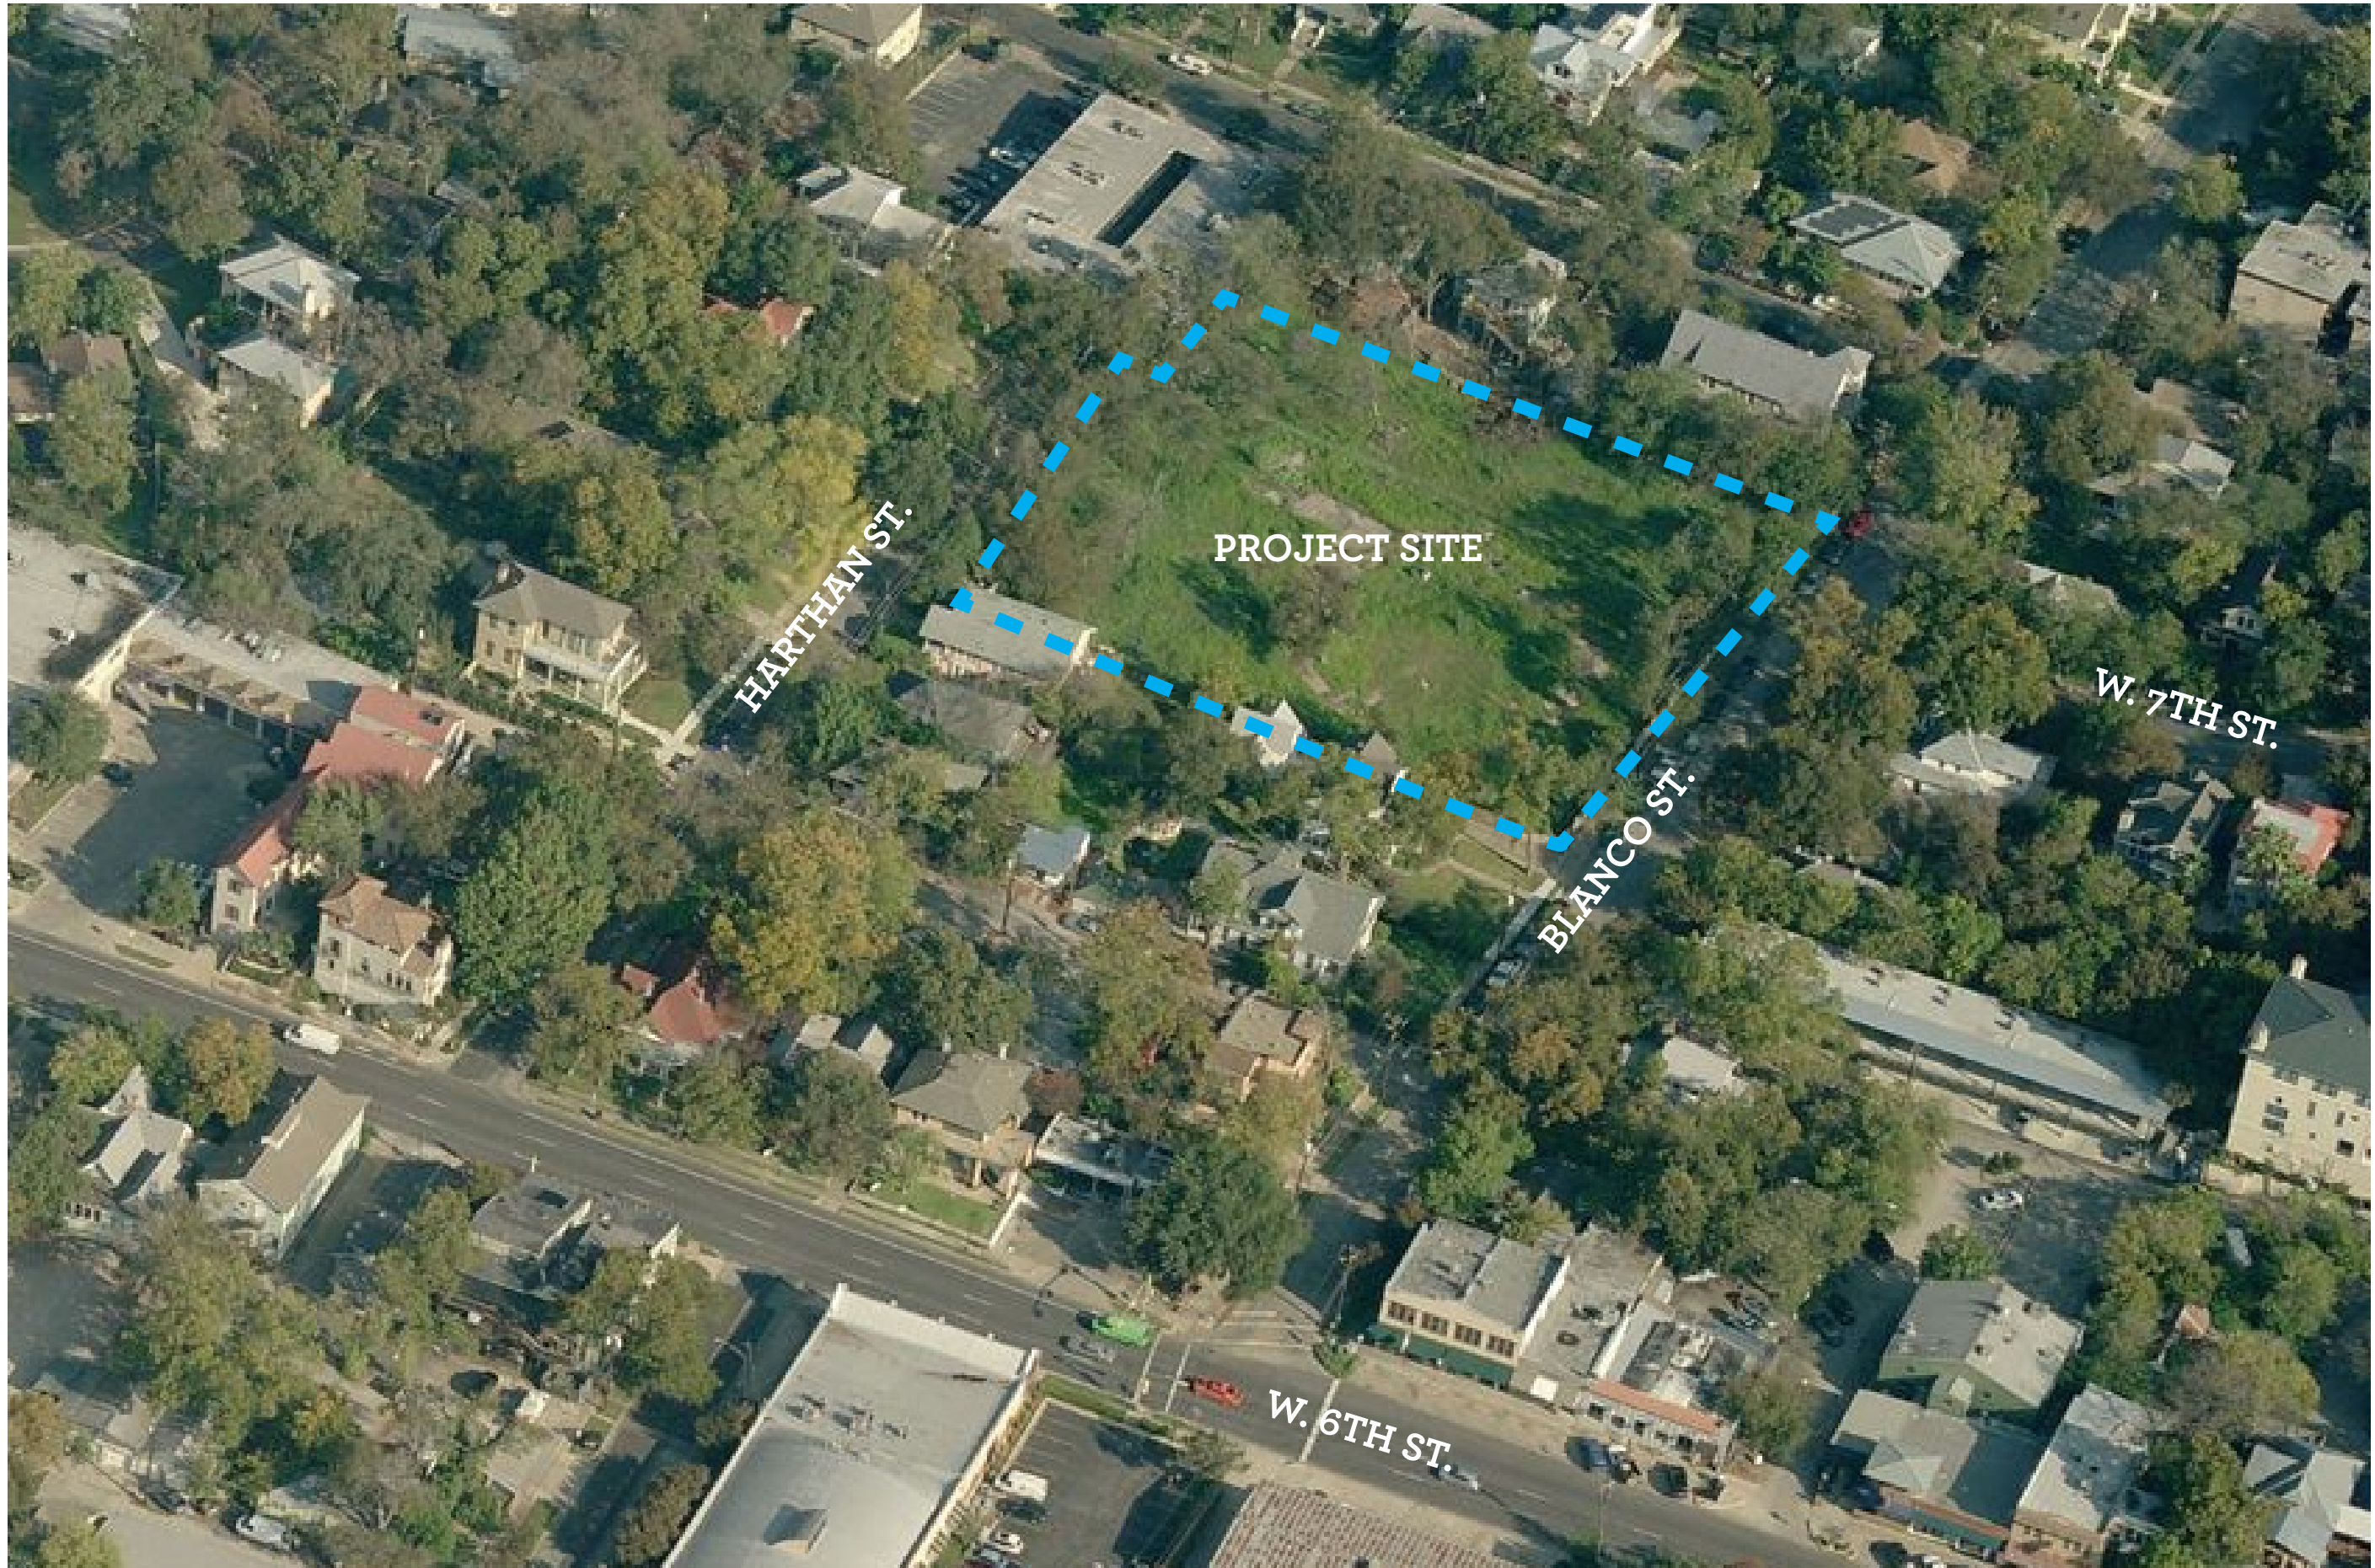 PROJECT SITE
HARTHAN ST.
W. 7TH ST.
BLANCO ST.
W. 6TH ST.